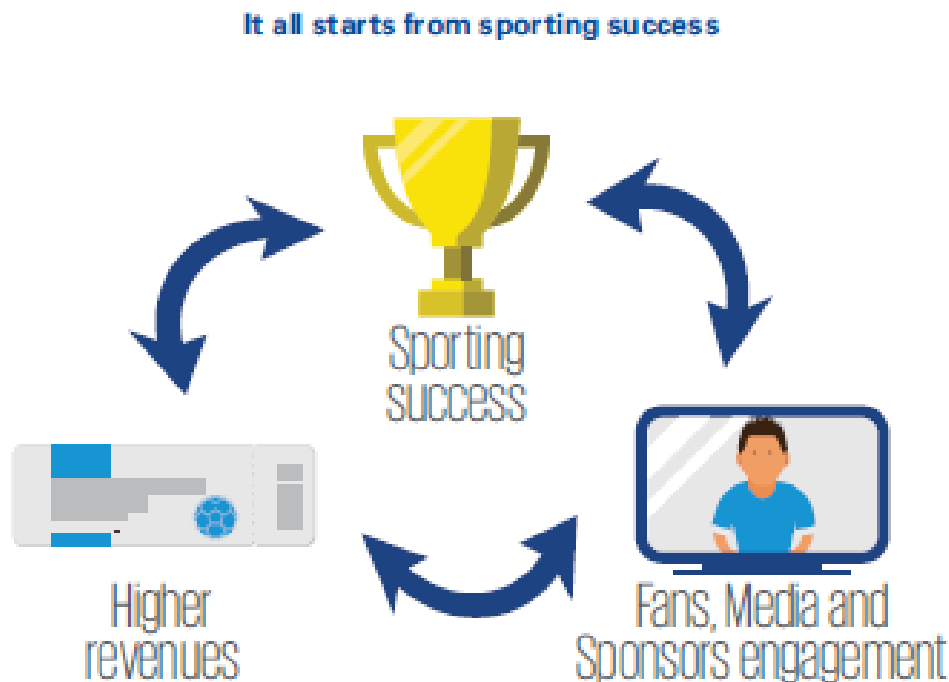 It all starts from sporting success
Sporting
success
Higher
revenues
Fans, Media and
Sponsors engagement